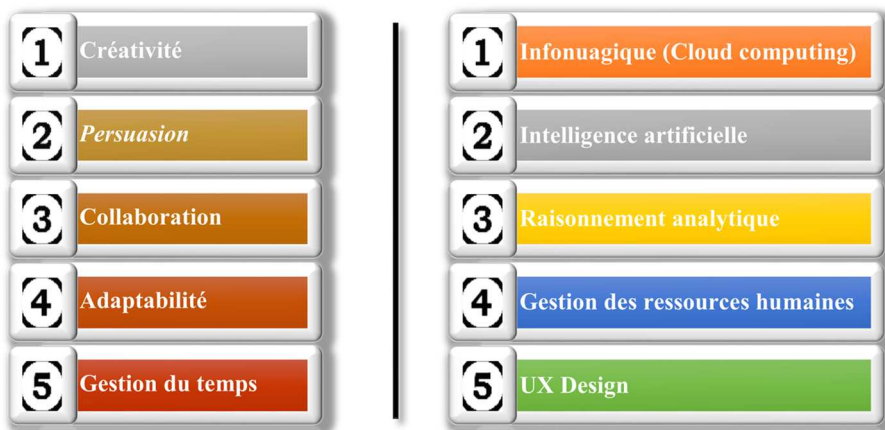 1 Créativité
2 Persuasion
3 Collaboration
4 Adaptabilité
5 Gestion du temps
1 Infonuagique (Cloud computing)
2 Intelligence artificielle
3 Raisonnement analytique
4 Gestion des ressources humaines
5 UX Design